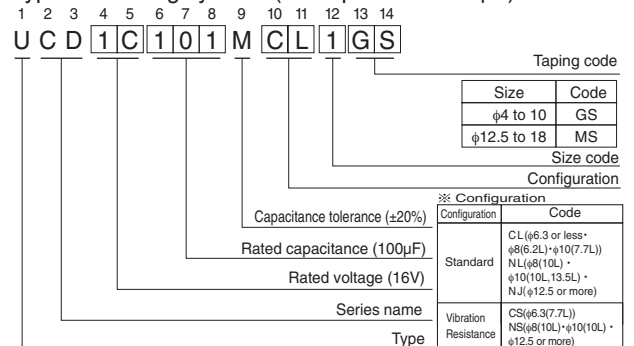 1 2 3 4 5 6 7 8 9 10 11 12 13 14
U C D 1 C 1 0 1 M C L 1 G S
Taping code
Size Code
ϕ4 to 10 GS
ϕ12.5 to 18 MS
Size code
Configuration
※ Configuration
Configuration Code
Standard
CL(ϕ6.3 or less・
ϕ8(6.2L)・ϕ10(7.7L))
NL(ϕ8(10L)・
ϕ10(10L,13.5L)・
NJ(ϕ12.5 or more)
Vibration
Resistance
CS(ϕ6.3(7.7L))
NS(ϕ8(10L)・ϕ10(10L)・
ϕ12.5 or more)
Capacitance tolerance (±20%)
Rated capacitance (100µF)
Rated voltage (16V)
Series name
Type